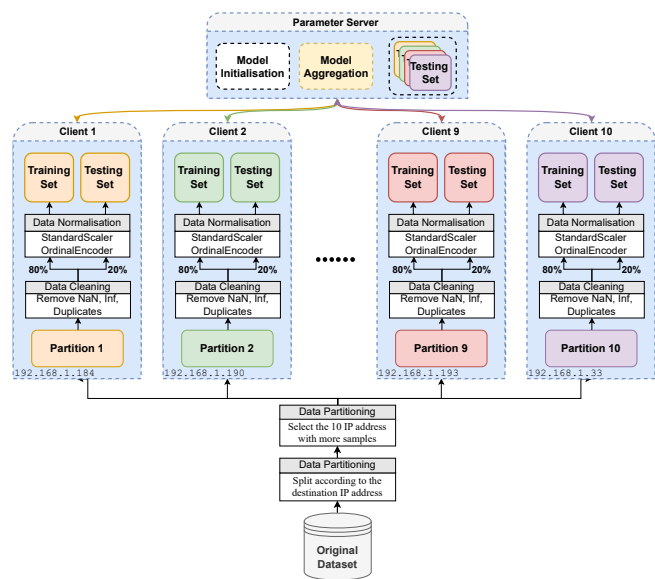 Parameter Server
Model
Initialisation
Model
Aggregation
Testing
Set
Client 1
Training
Set
Testing
Set
Data Normalisation
StandardScaler
OrdinalEncoder
80%
20%
Data Cleaning
Remove NaN, Inf,
Duplicates
Partition 1
192.168.1.184
Client 2
Training
Set
Testing
Set
Data Normalisation
StandardScaler
OrdinalEncoder
80%
20%
Data Cleaning
Remove NaN, Inf,
Duplicates
Partition 2
192.168.1.190
......
Client 9
Training
Set
Testing
Set
Data Normalisation
StandardScaler
OrdinalEncoder
80%
20%
Data Cleaning
Remove NaN, Inf,
Duplicates
Partition 9
192.168.1.193
Client 10
Training
Set
Testing
Set
Data Normalisation
StandardScaler
OrdinalEncoder
80%
20%
Data Cleaning
Remove NaN, Inf,
Duplicates
Partition 10
192.168.1.33
Data Partitioning
Select the 10 IP address
with more samples
Data Partitioning
Split according to the
destination IP address
Original
Dataset